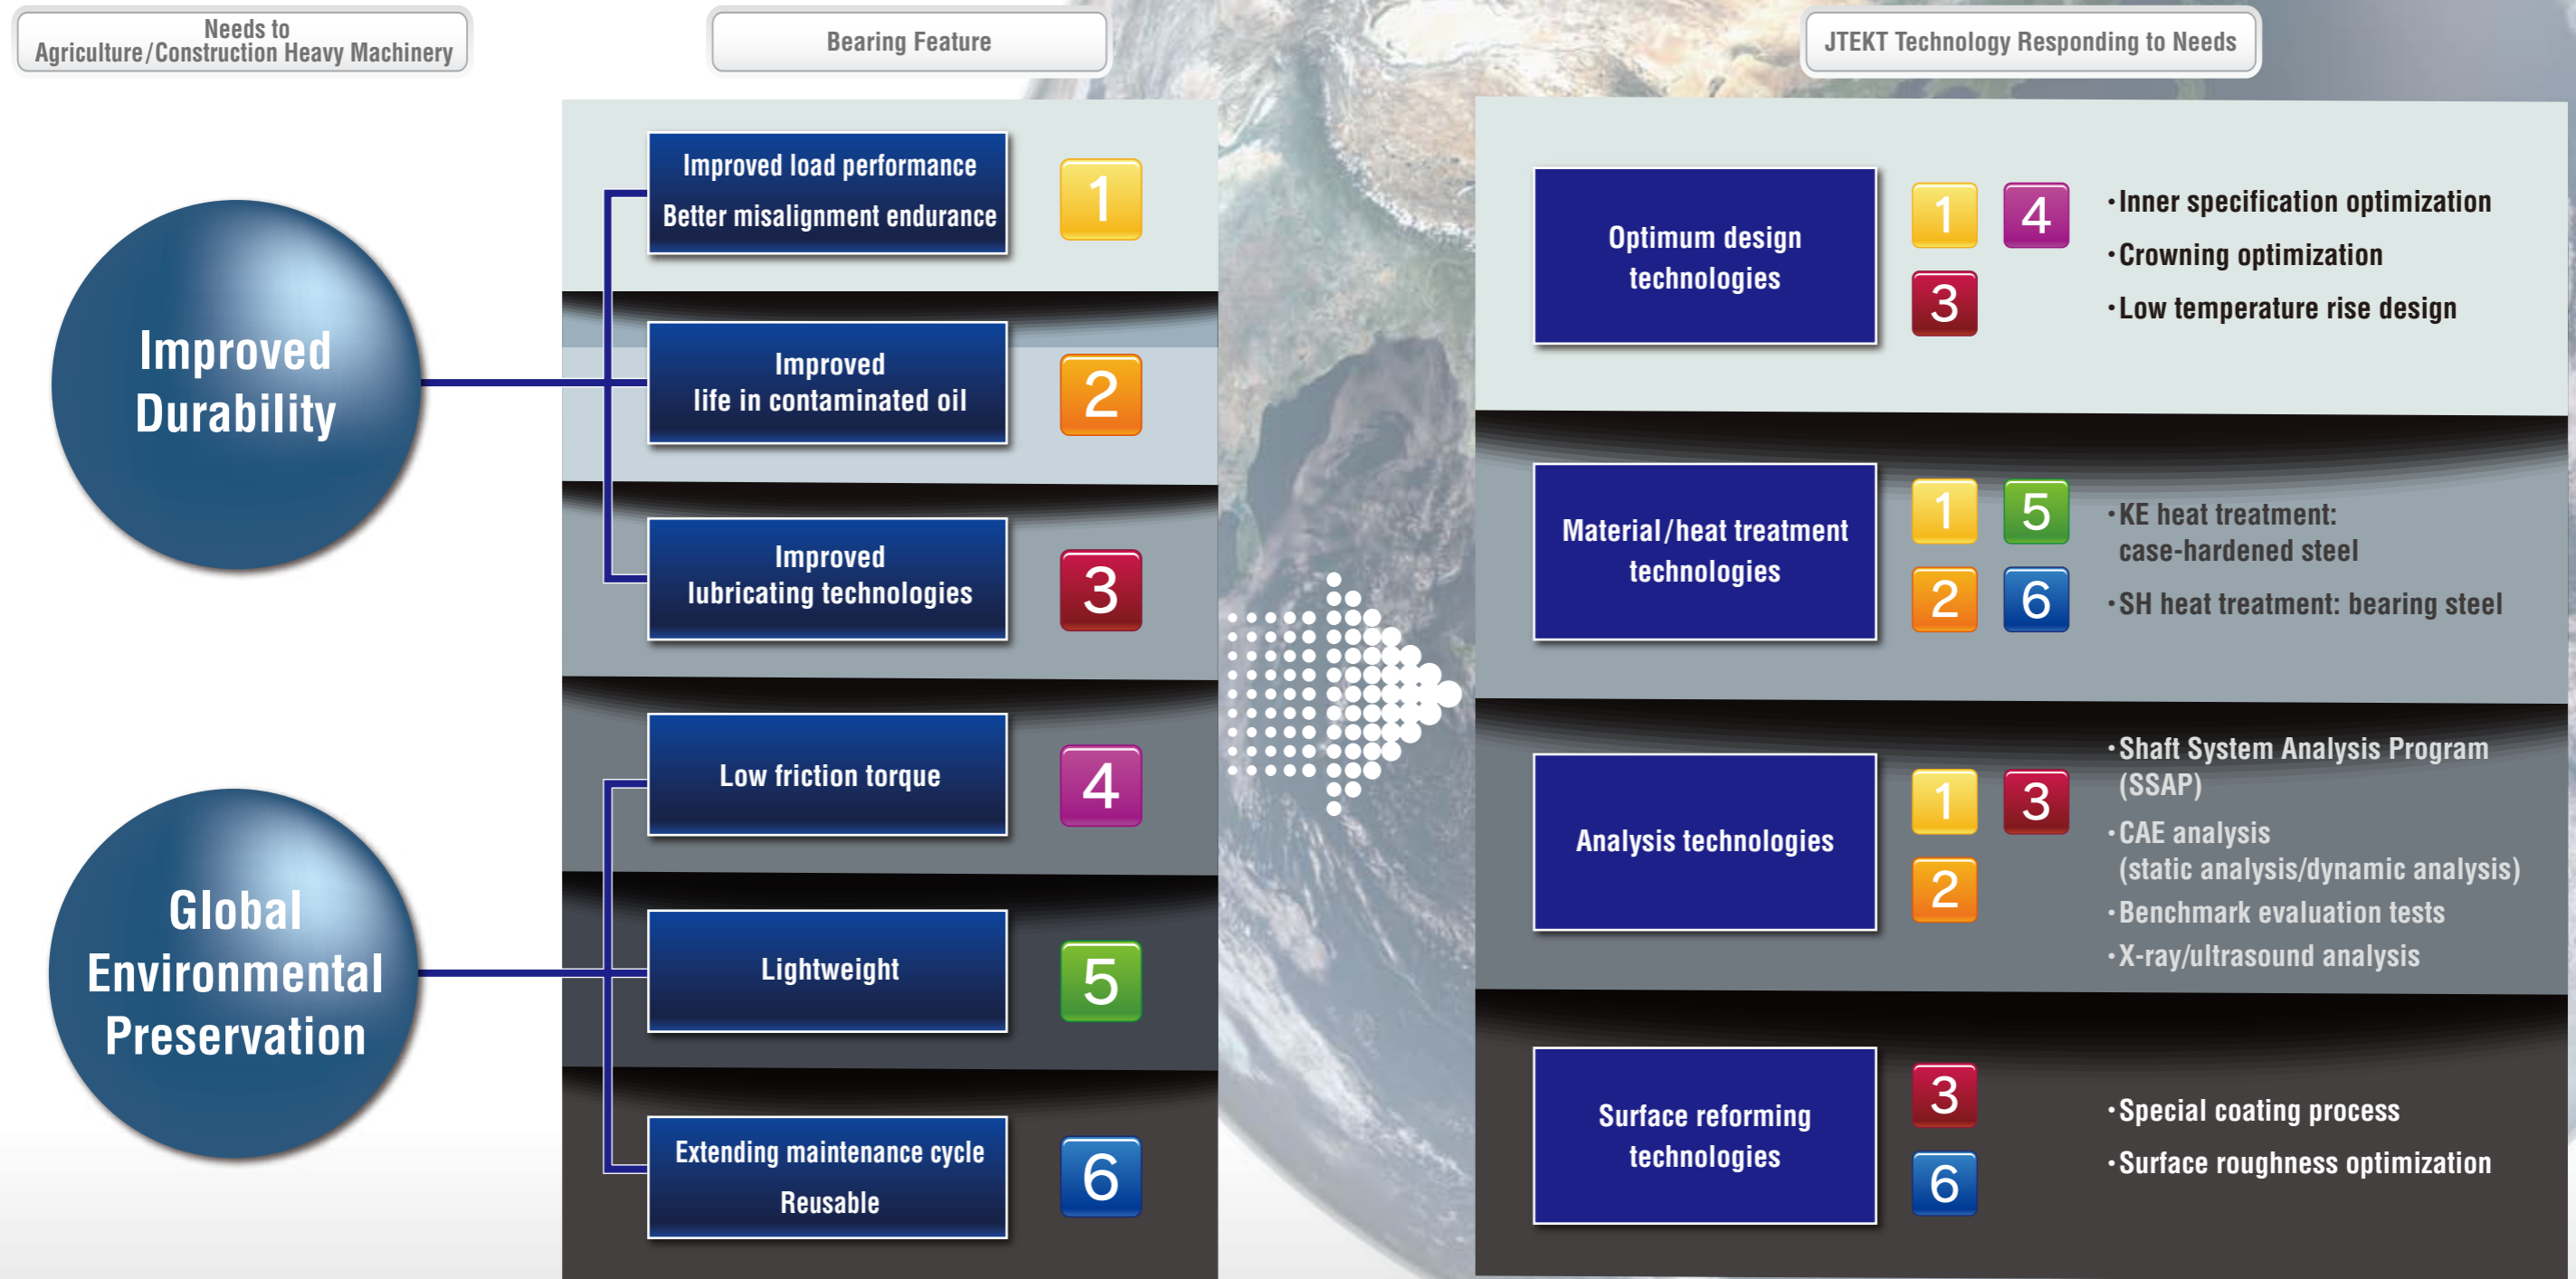 Needs to
Agriculture/Construction Heavy Machinery
Bearing Feature
JTEKT Technology Responding to Needs
Improved
Durability
Global
Environmental
Preservation
Improved load performance
Better misalignment endurance
1
Improved
life in contaminated oil
2
Improved
lubricating technologies
3
Low friction torque
4
Lightweight
5
Extending maintenance cycle
Reusable
6
Optimum design
technologies
1 4
3
・Inner specification optimization
・Crowning optimization
・Low temperature rise design
Material/heat treatment
technologies
1 5
2 6
・KE heat treatment:
case-hardened steel
・SH heat treatment: bearing steel
Analysis technologies
1 3
2
・Shaft System Analysis Program
(SSAP)
・CAE analysis
(static analysis/dynamic analysis)
・Benchmark evaluation tests
・X-ray/ultrasound analysis
Surface reforming
technologies
3
6
・Special coating process
・Surface roughness optimization